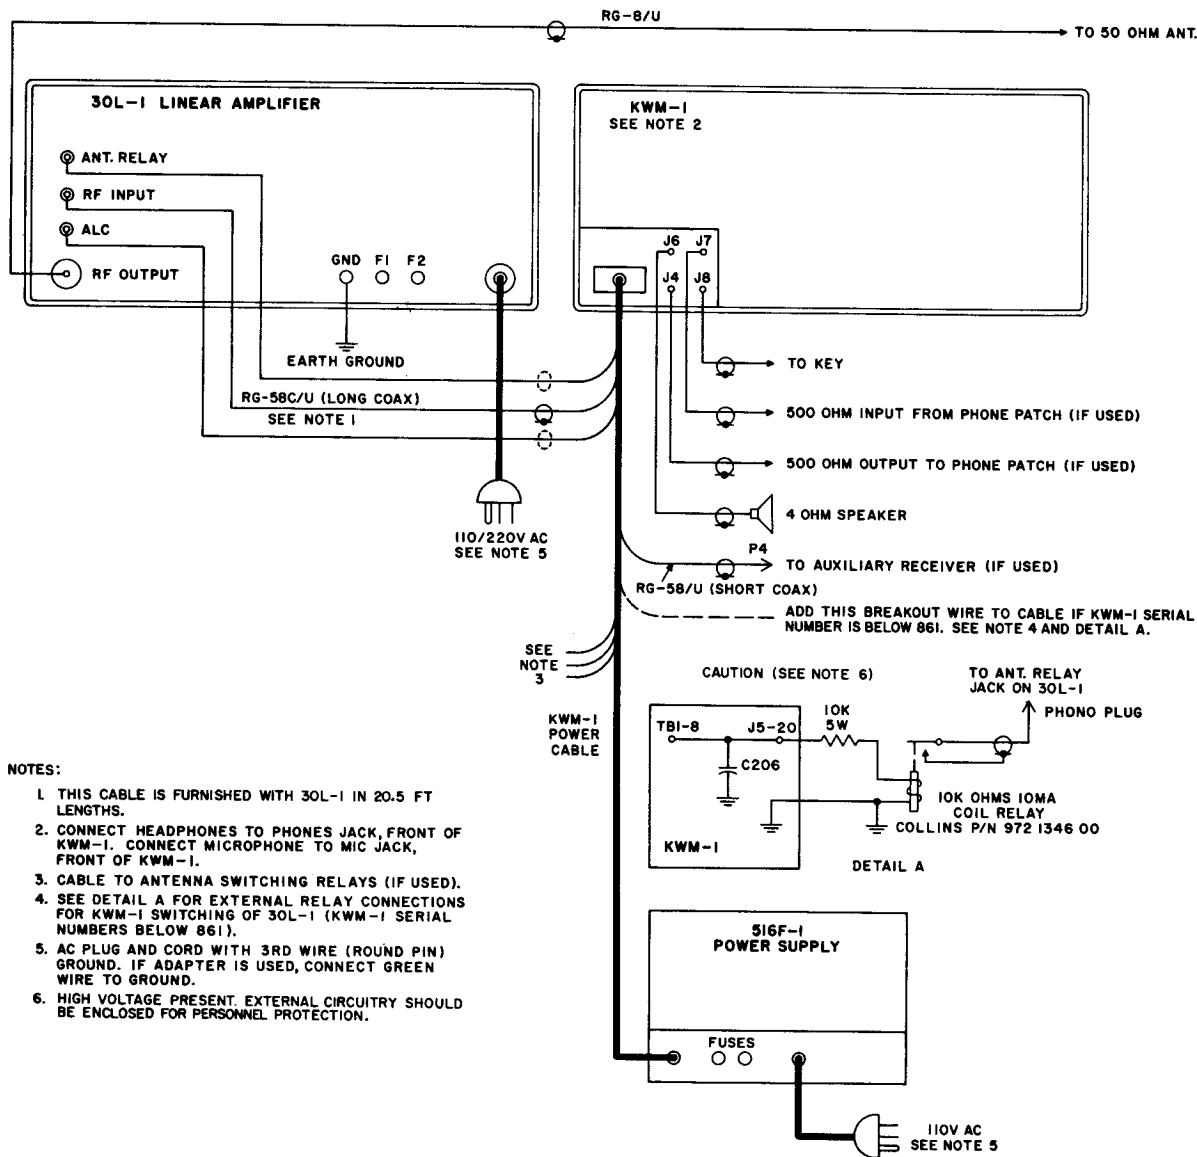 RG-8/U
TO 50 OHM ANT.
30L-1 LINEAR AMPLIFIER
ANT. RELAY
RF INPUT
ALC
RF OUTPUT
GND F1 F2
EARTH GROUND
RG-58C/U (LONG COAX)
SEE NOTE 1
110/220V AC
SEE NOTE 5
KWM-1
SEE NOTE 2
J6 J7
J4 J8
TO KEY
500 OHM INPUT FROM PHONE PATCH (IF USED)
500 OHM OUTPUT TO PHONE PATCH (IF USED)
4 OHM SPEAKER
P4
TO AUXILIARY RECEIVER (IF USED)
RG-58/U (SHORT COAX)
ADD THIS BREAKOUT WIRE TO CABLE IF KWM-1 SERIAL
NUMBER IS BELOW 861. SEE NOTE 4 AND DETAIL A.
SEE
NOTE
3
KWM-1
POWER
CABLE
CAUTION (SEE NOTE 6)
TO ANT. RELAY
JACK ON 30L-1
PHONO PLUG
TB1-8
J5-20
10K
5W
C206
KWM-1
10K OHMS 10MA
COIL RELAY
COLLINS P/N 972 1346 00
DETAIL A
516F-1
POWER SUPPLY
FUSES
110V AC
SEE NOTE 5
NOTES:
1. THIS CABLE IS FURNISHED WITH 30L-1 IN 20.5 FT
LENGTHS.
2. CONNECT HEADPHONES TO PHONES JACK, FRONT OF
KWM-1. CONNECT MICROPHONE TO MIC JACK,
FRONT OF KWM-1.
3. CABLE TO ANTENNA SWITCHING RELAYS (IF USED).
4. SEE DETAIL A FOR EXTERNAL RELAY CONNECTIONS
FOR KWM-1 SWITCHING OF 30L-1 (KWM-1 SERIAL
NUMBERS BELOW 861).
5. AC PLUG AND CORD WITH 3RD WIRE (ROUND PIN)
GROUND. IF ADAPTER IS USED, CONNECT GREEN
WIRE TO GROUND.
6. HIGH VOLTAGE PRESENT. EXTERNAL CIRCUITRY SHOULD
BE ENCLOSED FOR PERSONNEL PROTECTION.